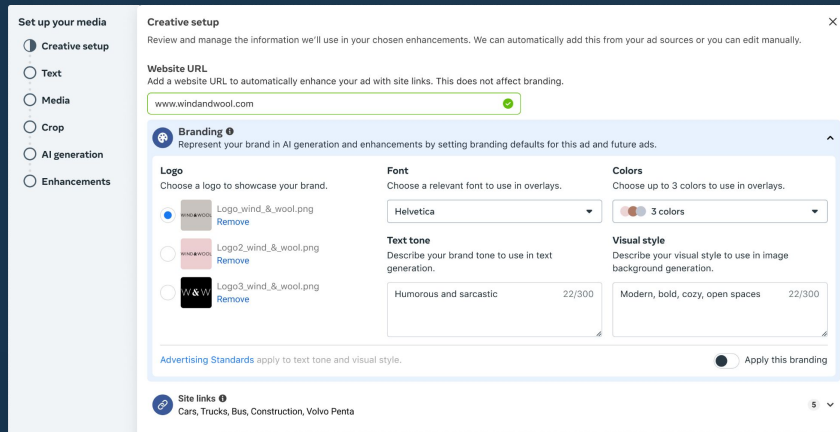 Set up your media
Creative setup
Text
Media
Crop
AI generation
Enhancements
Creative setup
Review and manage the information we'll use in your chosen enhancements. We can automatically add this from your ad sources or you can edit manually.
Website URL
Add a website URL to automatically enhance your ad with site links. This does not affect branding.
www.windandwool.com
Branding
Represent your brand in AI generation and enhancements by setting branding defaults for this ad and future ads.
Logo
Choose a logo to showcase your brand.
WIND&WOOL
Logo_wind_&_wool.png
Remove
WIND&WOOL
Logo2_wind_&_wool.png
Remove
W&W
Logo3_wind_&_wool.png
Remove
Font
Choose a relevant font to use in overlays.
Helvetica
Text tone
Describe your brand tone to use in text
generation.
Humorous and sarcastic 22/300
Colors
Choose up to 3 colors to use in overlays.
3 colors
Visual style
Describe your visual style to use in image
background generation.
Modern, bold, cozy, open spaces 22/300
Advertising Standards apply to text tone and visual style.
Apply this branding
Site links
Cars, Trucks, Bus, Construction, Volvo Penta
5